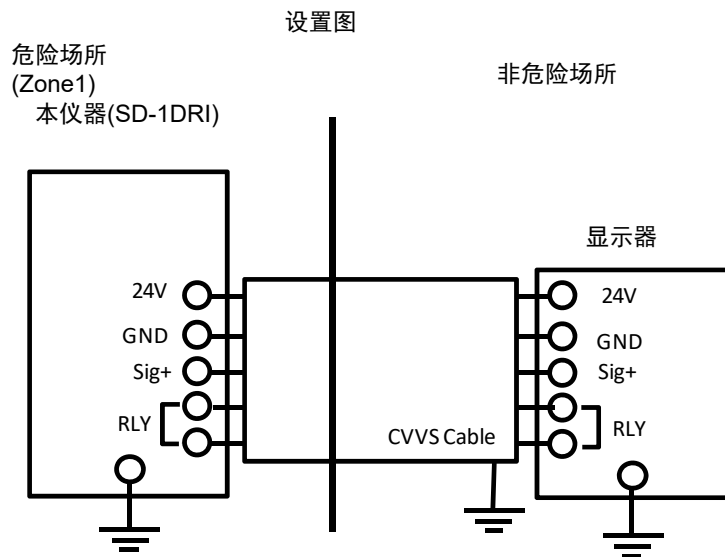 设置图
危险场所
(Zone1)
本仪器(SD-1DRI)
非危险场所
显示器
24V
GND
Sig+
RLY
CVVS Cable
24V
GND
Sig+
RLY